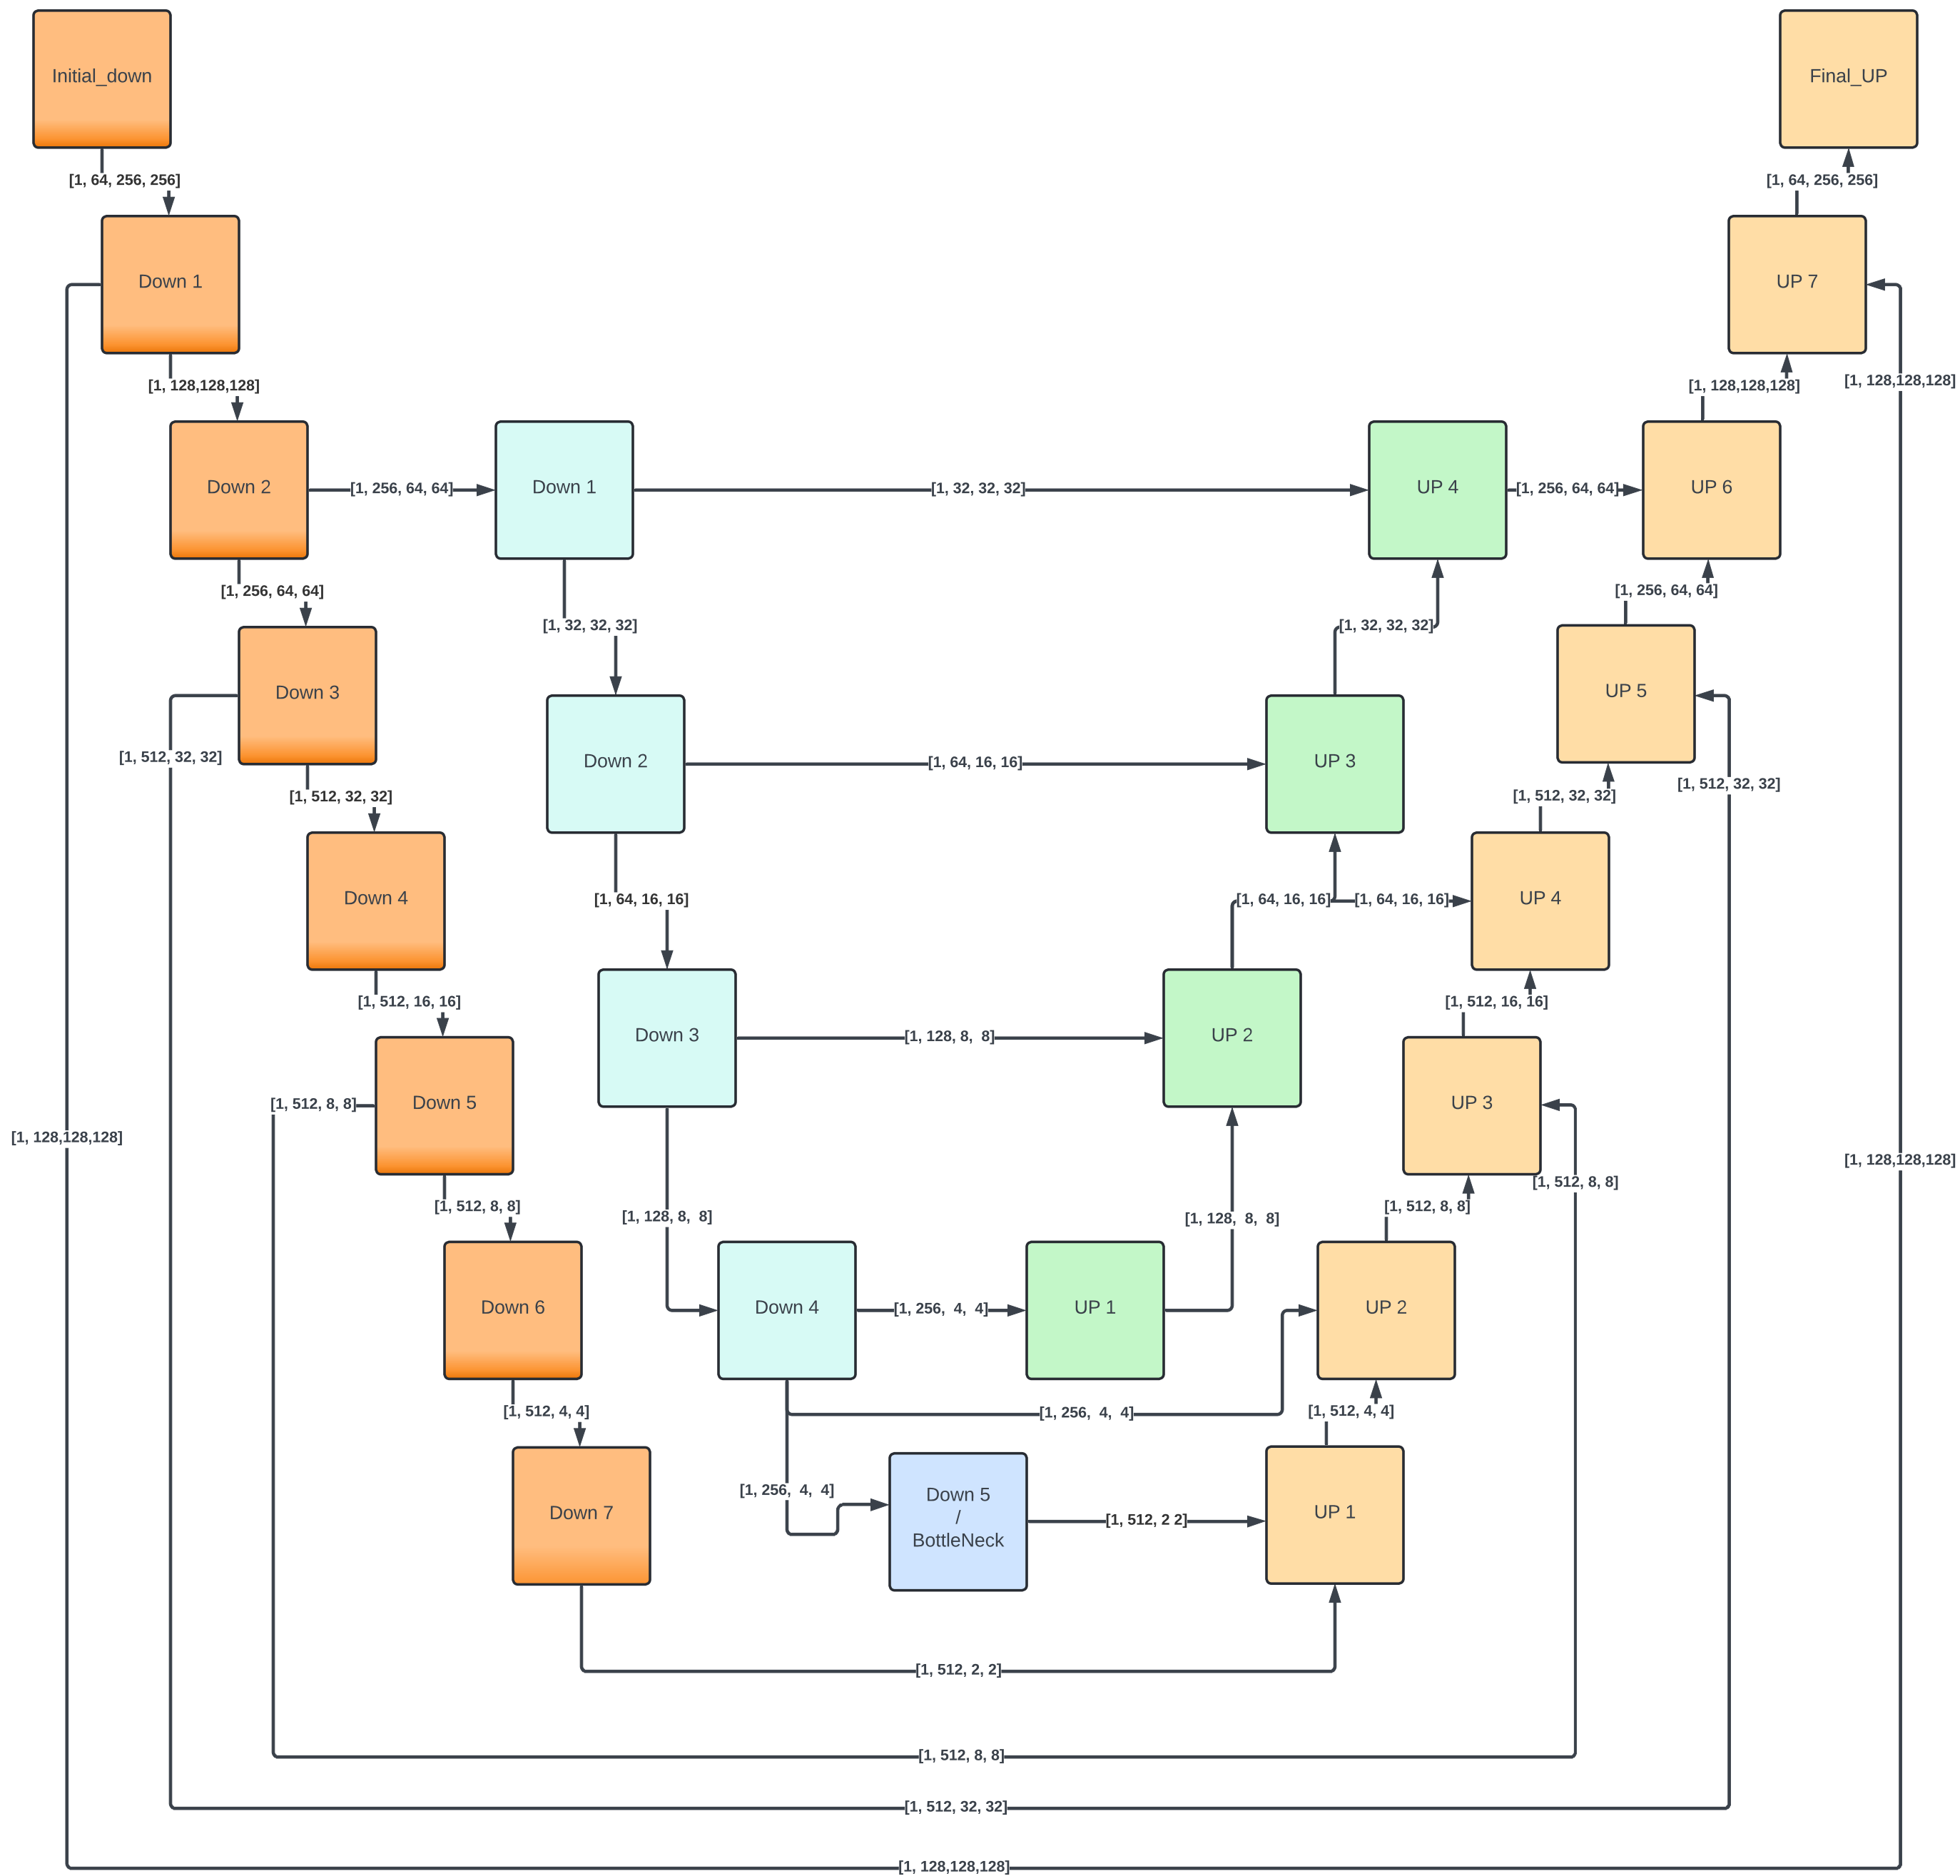 Initial_down
Final_UP
[1, 64, 256, 256]
[1, 64, 256, 256]
Down 1
UP 7
[1, 128,128,128]
[1, 128,128,128]
[1, 128,128,128]
Down 2
[1, 256, 64, 64]
Down 1
[1, 32, 32, 32]
UP 4
[1, 256, 64, 64]
UP 6
[1, 256, 64, 64]
[1, 256, 64, 64]
[1, 32, 32, 32]
[1, 32, 32, 32]
Down 3
UP 5
[1, 512, 32, 32]
Down 2
[1, 64, 16, 16]
UP 3
[1, 512, 32, 32]
[1, 512, 32, 32]
[1, 512, 32, 32]
Down 4
[1, 64, 16, 16]
[1, 64, 16, 16]
[1, 64, 16, 16]
UP 4
[1, 512, 16, 16]
[1, 512, 16, 16]
Down 3
[1, 128, 8,  8]
UP 2
[1, 512, 8, 8]
Down 5
UP 3
[1, 128,128,128]
[1, 128,128,128]
[1, 512, 8, 8]
[1, 512, 8, 8]
[1, 512, 8, 8]
[1, 128, 8,  8]
[1, 128,  8,  8]
Down 6
Down 4
[1, 256,  4,  4]
UP 1
UP 2
[1, 512, 4, 4]
[1, 256,  4,  4]
[1, 512, 4, 4]
[1, 256,  4,  4]
Down 7
Down 5
/
BottleNeck
[1, 512, 2 2]
UP 1
[1, 512, 2, 2]
[1, 512, 8, 8]
[1, 512, 32, 32]
[1, 128,128,128]